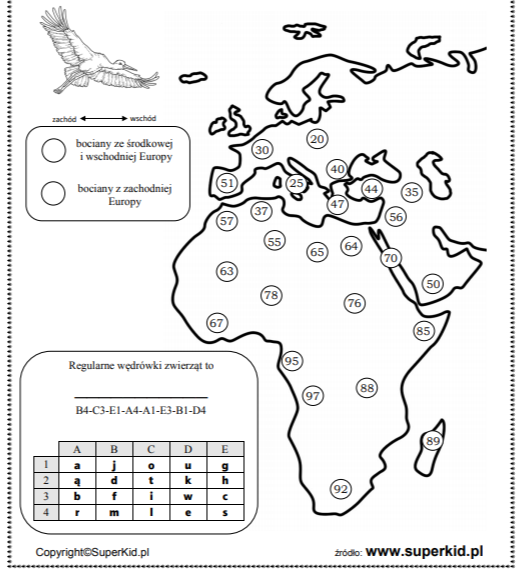 zachód wschód
bociany ze środkowej
i wschodniej Europy
bociany z zachodniej
Europy
20
30
40
51
25
44
35
47
37
57
56
55
65
64
70
63
50
78
76
67
85
95
88
97
89
92
Regularne wędrówki zwierząt to
B4-C3-E1-A4-A1-E3-B1-D4
A B C D E
1 a j o u g
2 ą d t k h
3 b f i w c
4 r m l e s
Copyright©SuperKid.pl
źródło: www.superkid.pl